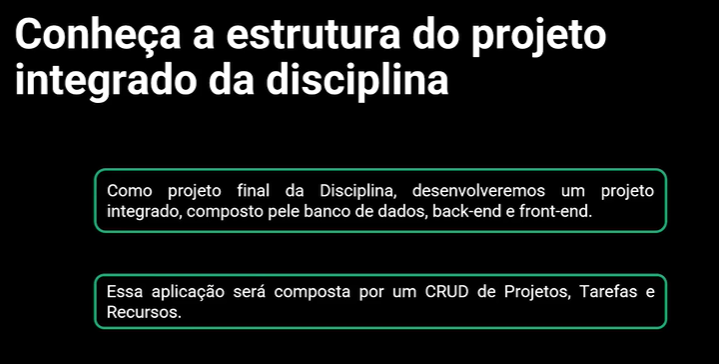 Conheça a estrutura do projeto
integrado da disciplina
Como projeto final da Disciplina, desenvolveremos um projeto
integrado, composto pele banco de dados, back-end e front-end.
Essa aplicação será composta por um CRUD de Projetos, Tarefas e
Recursos.